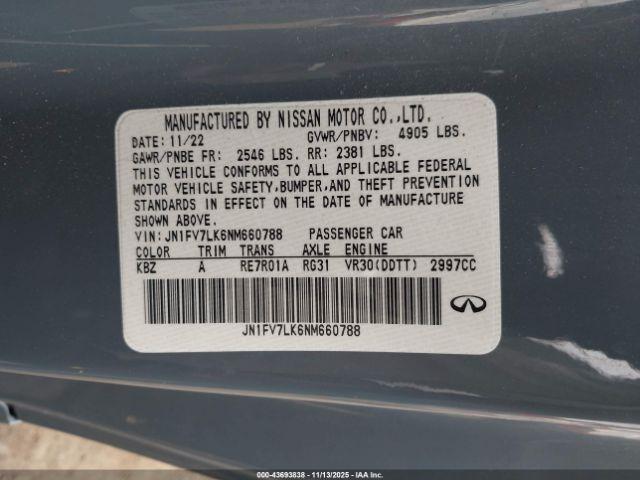 MANUFACTURED BY NISSAN MOTOR CO.,LTD.
DATE: 11/22 GVWR/PNBV: 4905 LBS.
GAWR/PNBE FR: 2546 LBS. RR: 2381 LBS.
THIS VEHICLE CONFORMS TO ALL APPLICABLE FEDERAL
MOTOR VEHICLE SAFETY,BUMPER,AND THEFT PREVENTION
STANDARDS IN EFFECT ON THE DATE OF MANUFACTURE
SHOWN ABOVE.
VIN: JN1FV7LK6NM660788 PASSENGER CAR
COLOR TRIM TRANS AXLE ENGINE
KBZ A RE7R01A RG31 VR30(DDTT) 2997CC
JN1FV7LK6NM660788
000-43693838 - 11/13/2025 - IAA Inc.